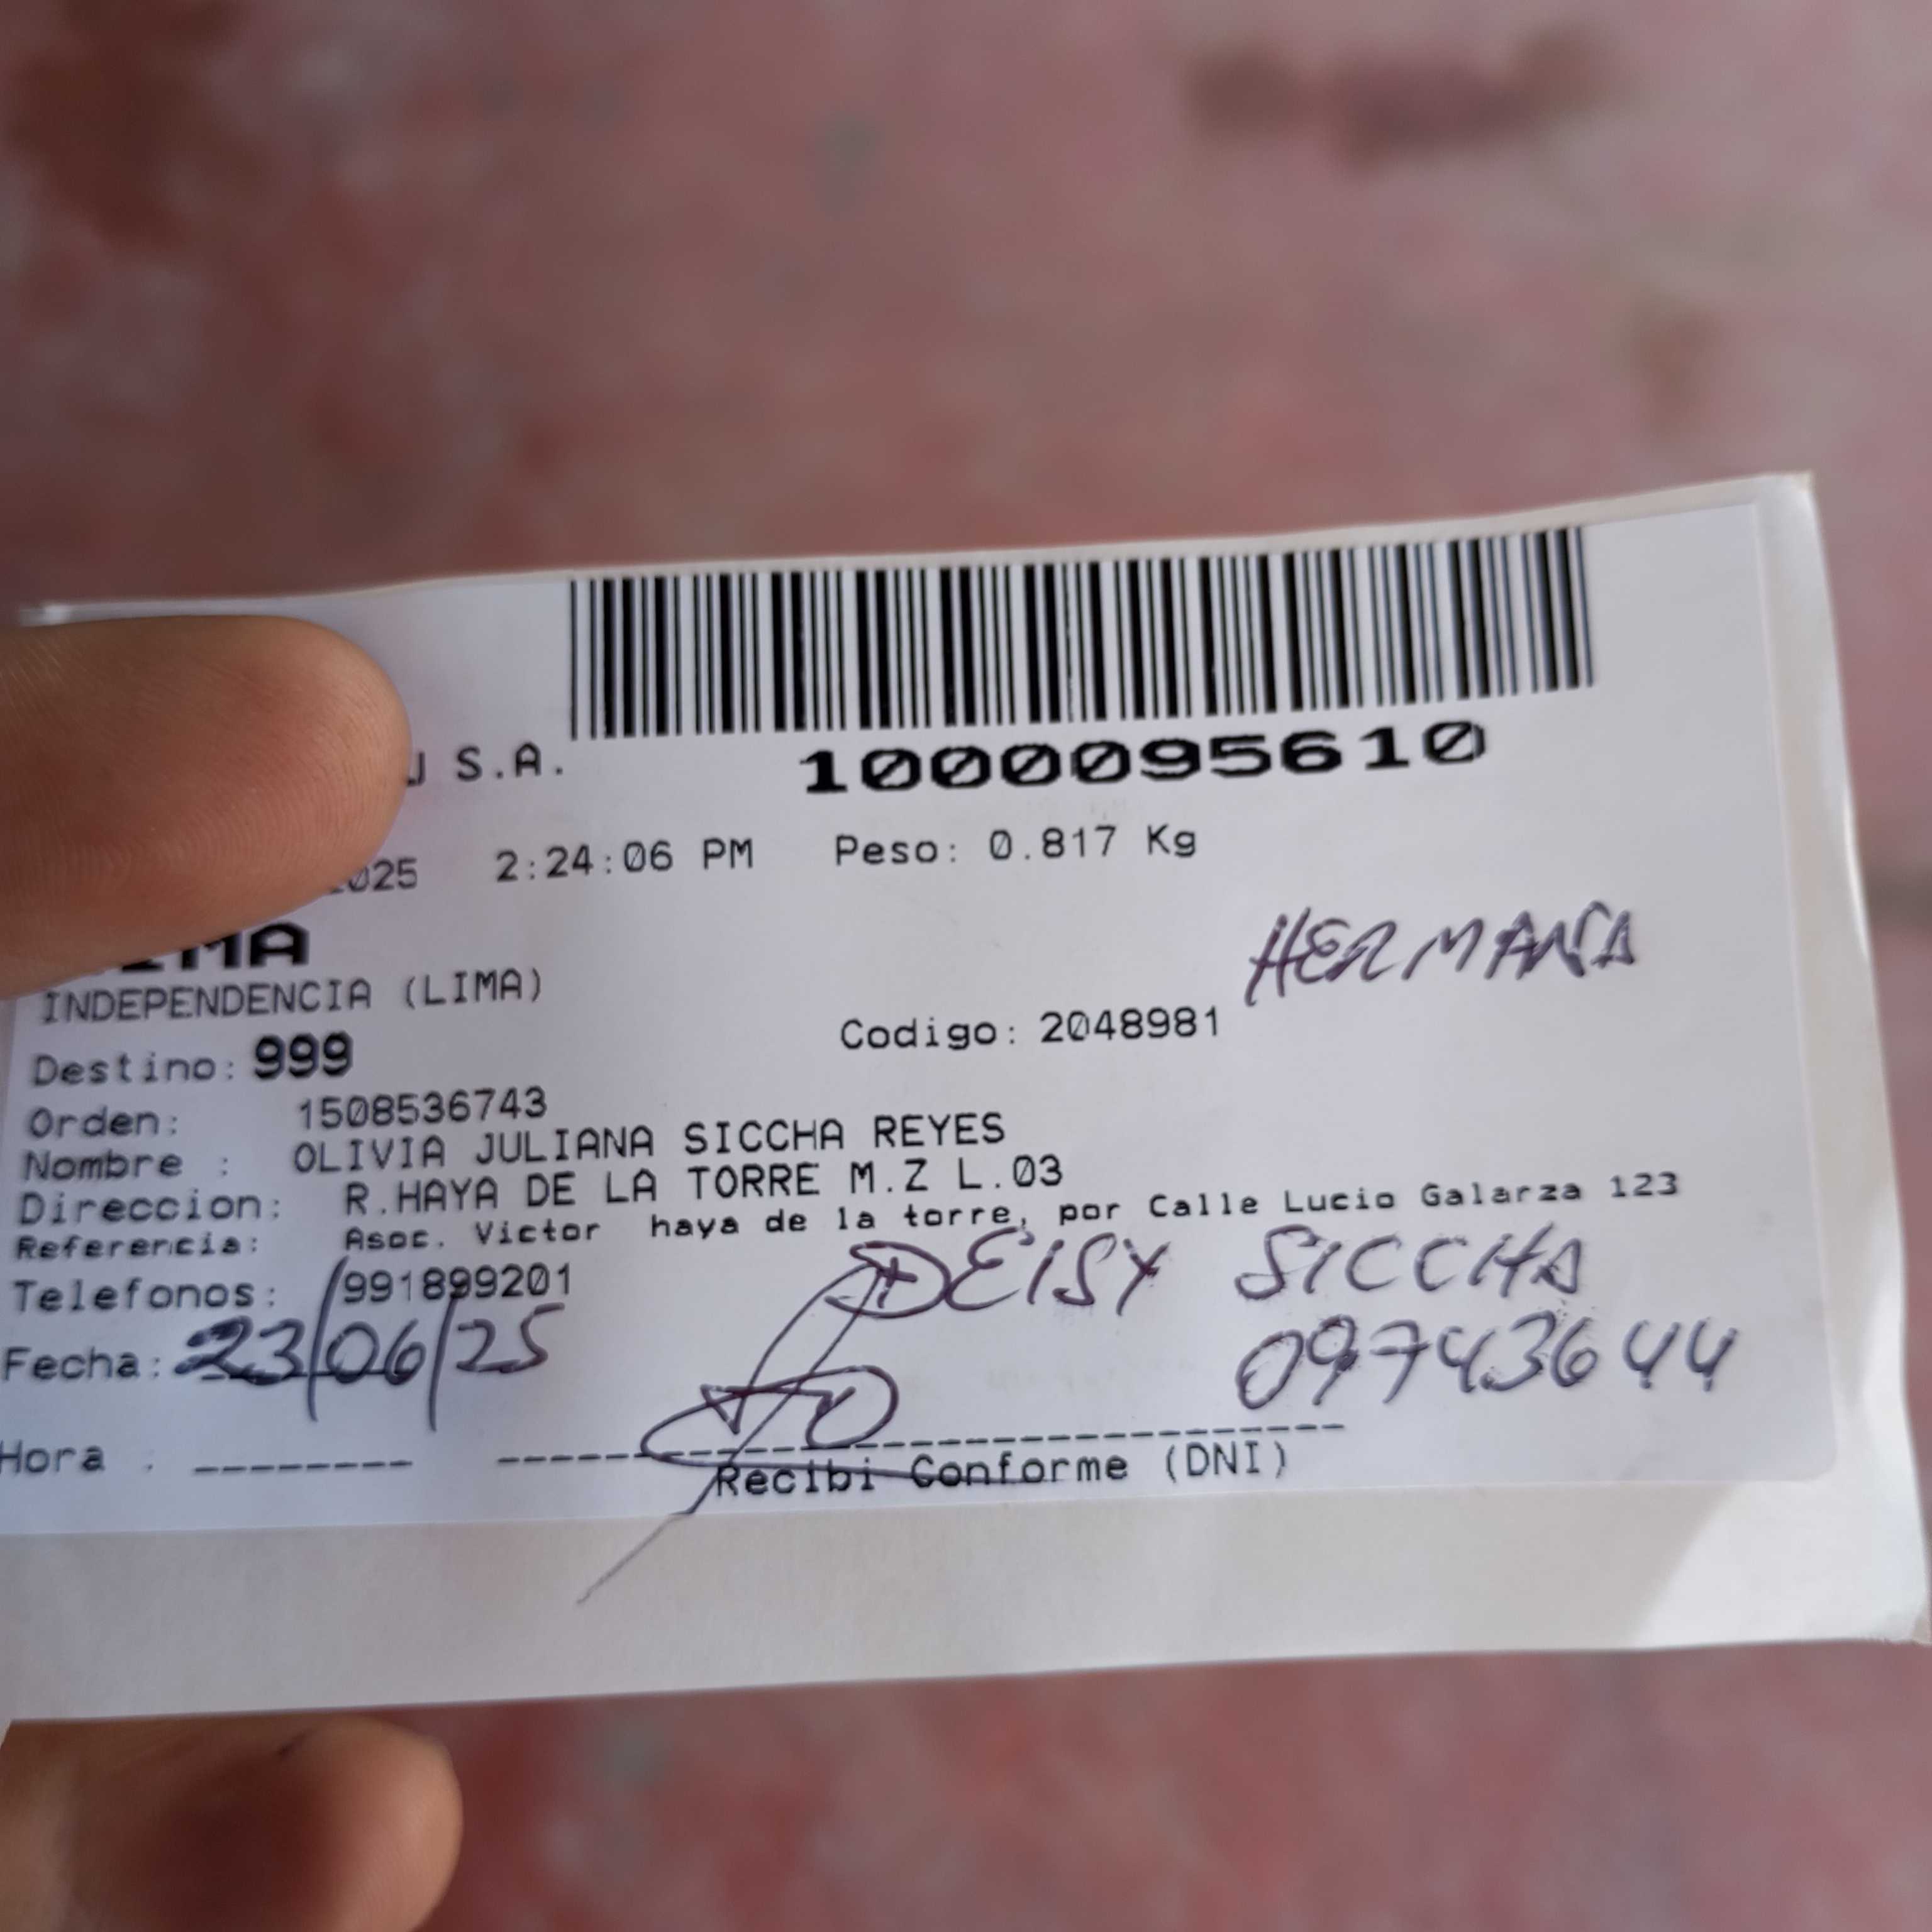 S.A.
1000095610
2:24:06 PM Peso: 0.817 Kg
HERMANA
INDEPENDENCIA (LIMA)
Codigo: 2048981
Destino: 999
Orden: 1508536743
Nombre : OLIVIA JULIANA SICCHA REYES
Direccion: R.HAYA DE LA TORRE M.Z L.03
Referencia: Asoc. Victor haya de la torre, por Calle Lucio Galarza 123
Telefonos: 991899201
DEISY SICCHA
Fecha: 23/06/25
09743644
Hora :
Recibi Conforme (DNI)